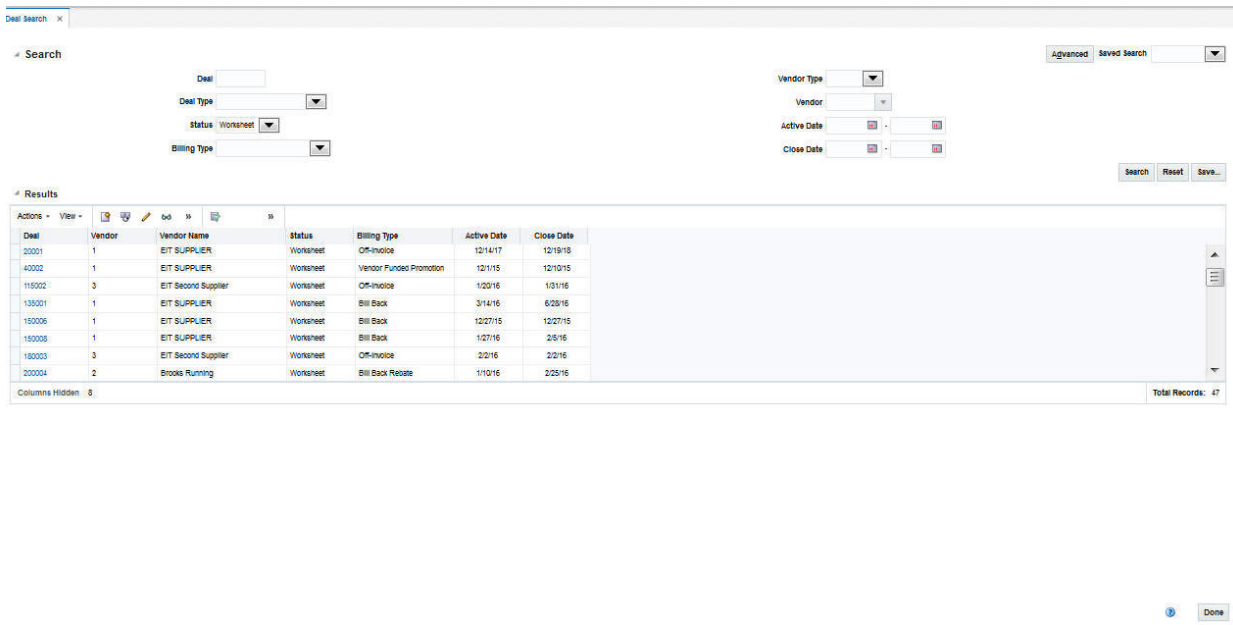 Deal Search ×
Search
Advanced Saved Search
Deal Vendor Type
Deal Type Vendor
Status Worksheet Active Date -
Billing Type Close Date -
Search Reset Save...
Results
Actions View » »
Deal Vendor Vendor Name Status Billing Type Active Date Close Date
20001 1 EIT SUPPLIER Worksheet Off-Invoice 12/14/17 12/19/18
40002 1 EIT SUPPLIER Worksheet Vendor Funded Promotion 12/1/15 12/10/15
115002 3 EIT Second Supplier Worksheet Off-Invoice 1/20/16 1/31/16
135001 1 EIT SUPPLIER Worksheet Bill Back 3/14/16 6/28/16
150006 1 EIT SUPPLIER Worksheet Bill Back 12/27/15 12/27/15
150008 1 EIT SUPPLIER Worksheet Bill Back 1/27/16 2/5/16
180003 3 EIT Second Supplier Worksheet Off-Invoice 2/2/16 2/2/16
200004 2 Brooks Running Worksheet Bill Back Rebate 1/10/16 2/25/16
Columns Hidden 8 Total Records: 47
Done